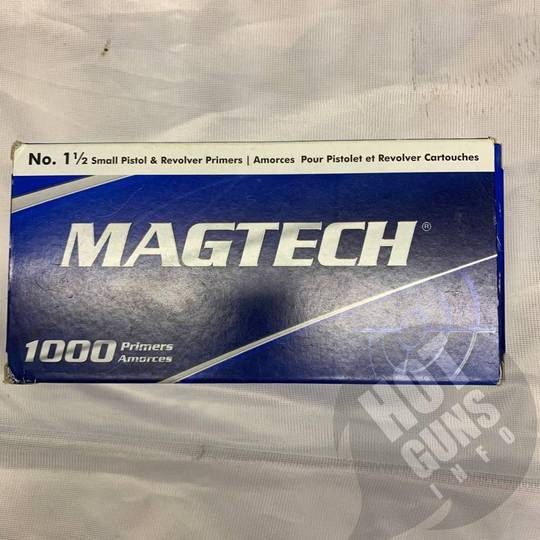 No. 1½ Small Pistol & Revolver Primers | Amorces Pour Pistolet et Revolver Cartouches
MAGTECH®
1000 Primers
Amorces
HOT
GUNS
INFO